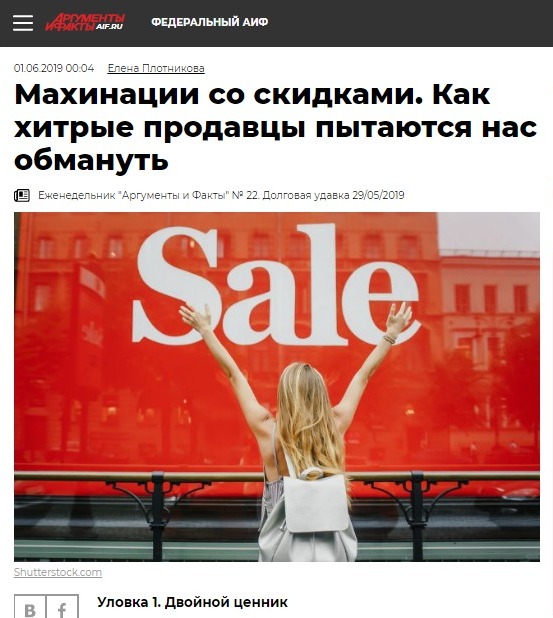 АРГУМЕНТЫ
И ФАКТЫ AIF.RU
ФЕДЕРАЛЬНЫЙ АИФ
01.06.2019 00:04 Елена Плотникова
Махинации со скидками. Как
хитрые продавцы пытаются нас
обмануть
Еженедельник "Аргументы и Факты" № 22. Долговая удавка 29/05/2019
Sale
Shutterstock.com
В f
Уловка 1. Двойной ценник